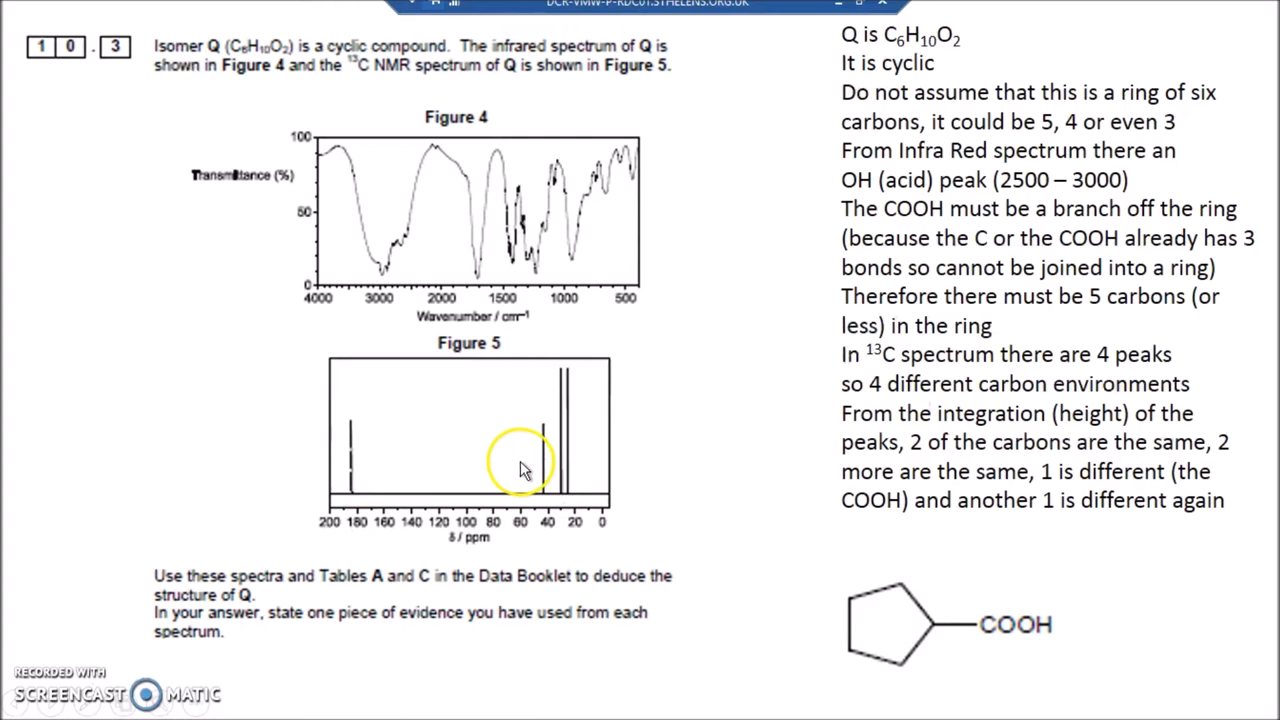 DCR-VMW-P-RDC01.STHELENS.ORG.UK
10.3
Isomer Q (C₆H₁₀O₂) is a cyclic compound. The infrared spectrum of Q is
shown in Figure 4 and the ¹³C NMR spectrum of Q is shown in Figure 5.
Figure 4
100
Transmittance (%)
50
0
4000 3000 2000 1500 1000 500
Wavenumber / cm⁻¹
Figure 5
200 180 160 140 120 100 80 60 40 20 0
δ / ppm
Use these spectra and Tables A and C in the Data Booklet to deduce the
structure of Q.
In your answer, state one piece of evidence you have used from each
spectrum.
RECORDED WITH
SCREENCAST MATIC
Q is C₆H₁₀O₂
It is cyclic
Do not assume that this is a ring of six
carbons, it could be 5, 4 or even 3
From Infra Red spectrum there an
OH (acid) peak (2500 – 3000)
The COOH must be a branch off the ring
(because the C or the COOH already has 3
bonds so cannot be joined into a ring)
Therefore there must be 5 carbons (or
less) in the ring
In ¹³C spectrum there are 4 peaks
so 4 different carbon environments
From the integration (height) of the
peaks, 2 of the carbons are the same, 2
more are the same, 1 is different (the
COOH) and another 1 is different again
COOH